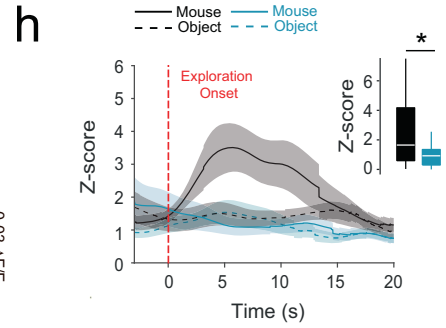 h
Mouse Mouse
Object Object
Exploration
Onset
*
Z-score
6
5
4
3
2
1
0
Z-score
6
4
2
0
0 5 10 15 20
Time (s)